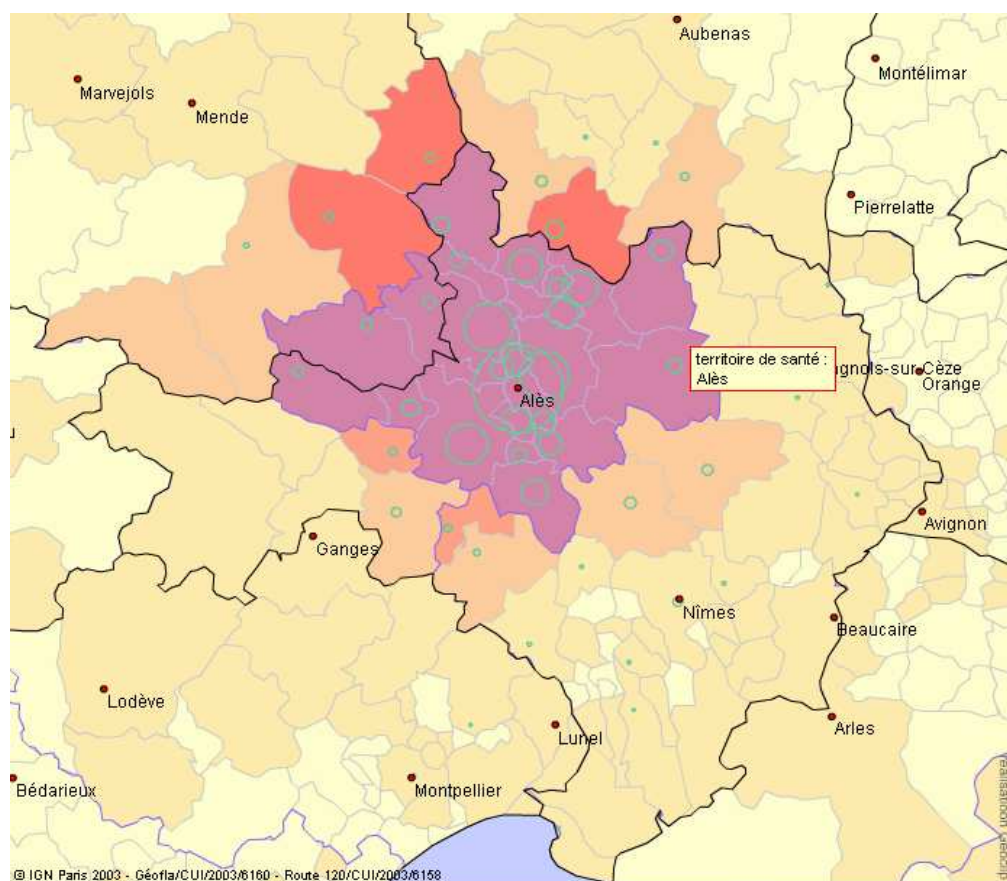 Aubenas
Montélimar
Marvejols
Mende
Pierrelatte
territoire de santé :
Alès
gnols-sur-Cèze
Orange
Alès
Avignon
Ganges
Nîmes
Beaucaire
Lodève
Lunel
Arles
Bédarieux
Montpellier
© IGN Paris 2003 - Géofla/CUI/2003/6160 - Route 120/CUI/2003/6158